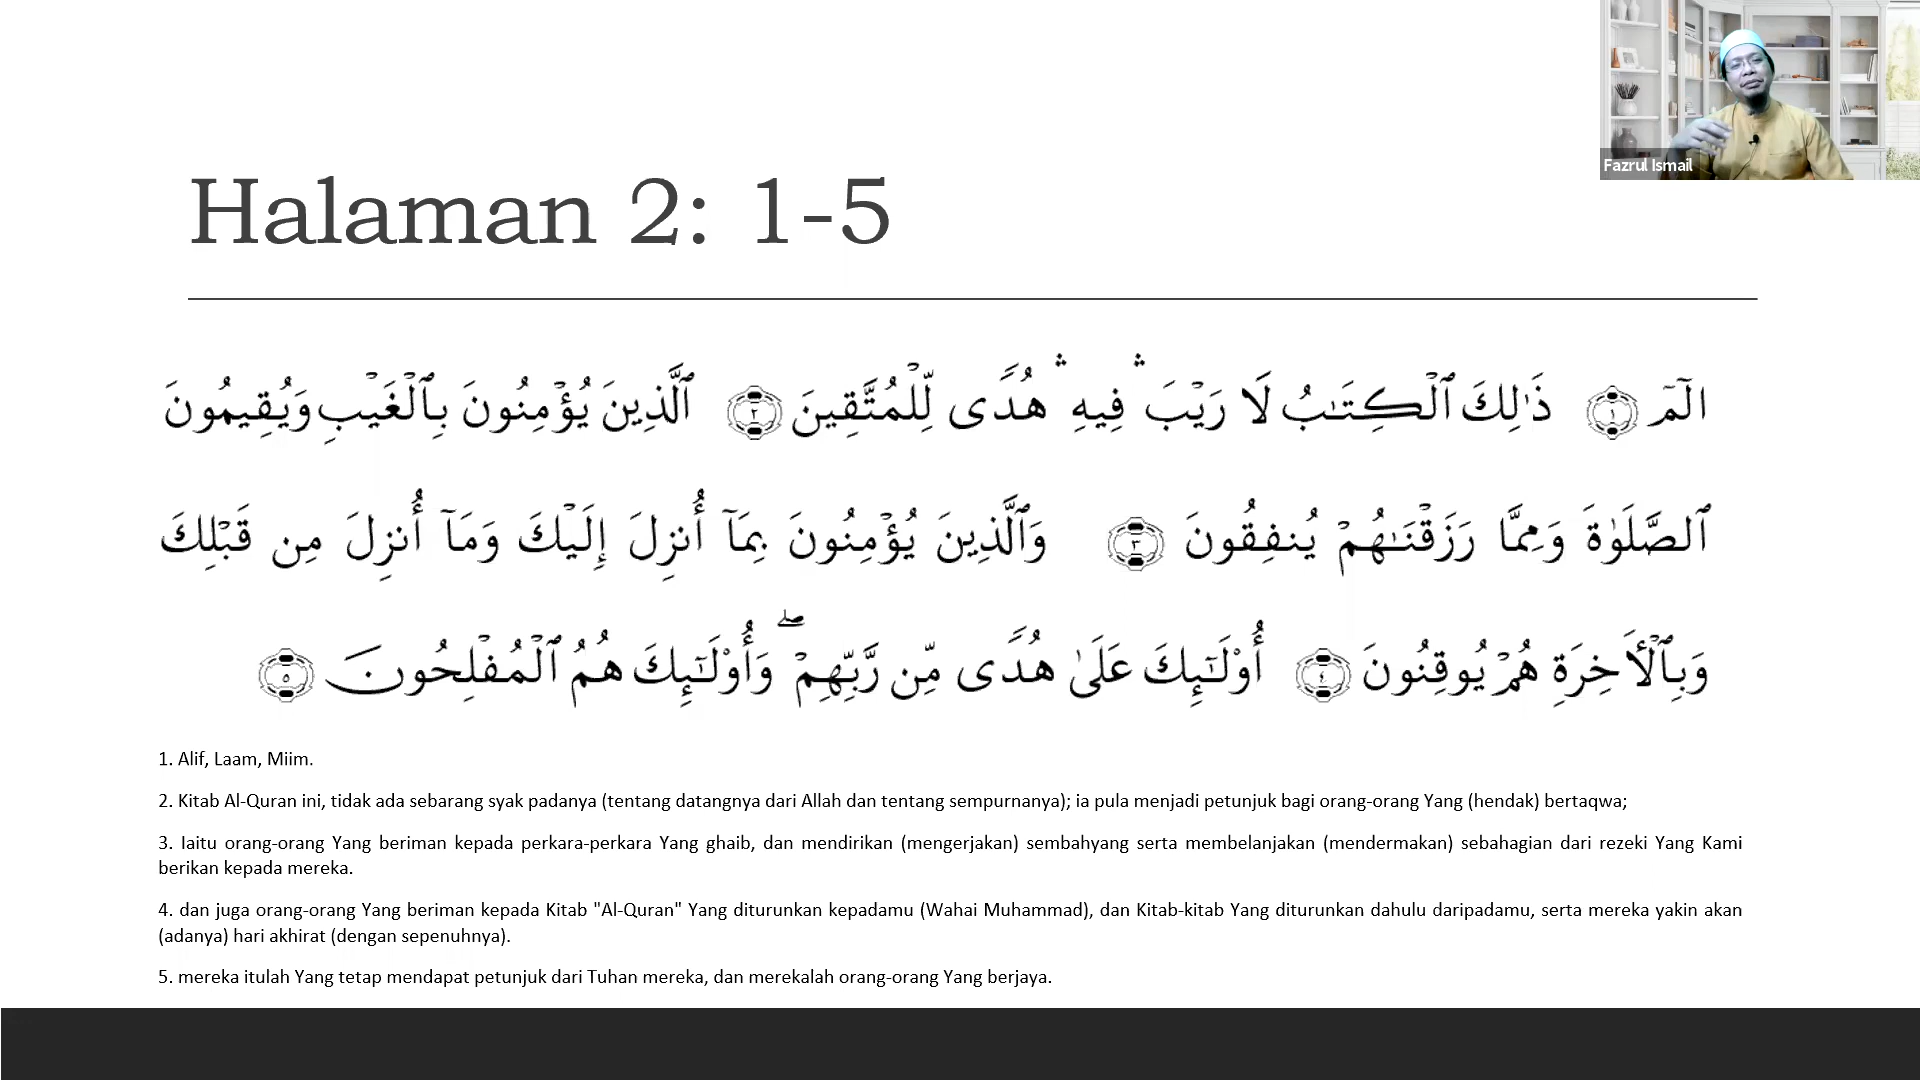 Fazrul Ismail
Halaman 2: 1-5
الٓمٓ ١ ذَٰلِكَ ٱلْكِتَـٰبُ لَا رَيْبَ ۛ فِيهِ ۛ هُدًى لِّلْمُتَّقِينَ ٢ ٱلَّذِينَ يُؤْمِنُونَ بِٱلْغَيْبِ وَيُقِيمُونَ
ٱلصَّلَوٰةَ وَمِمَّا رَزَقْنَـٰهُمْ يُنفِقُونَ ٣ وَٱلَّذِينَ يُؤْمِنُونَ بِمَآ أُنزِلَ إِلَيْكَ وَمَآ أُنزِلَ مِن قَبْلِكَ
وَبِٱلْـَٔاخِرَةِ هُمْ يُوقِنُونَ ٤ أُو۟لَـٰٓئِكَ عَلَىٰ هُدًى مِّن رَّبِّهِمْ ۖ وَأُو۟لَـٰٓئِكَ هُمُ ٱلْمُفْلِحُونَ ٥
1. Alif, Laam, Miim.
2. Kitab Al-Quran ini, tidak ada sebarang syak padanya (tentang datangnya dari Allah dan tentang sempurnanya); ia pula menjadi petunjuk bagi orang-orang Yang (hendak) bertaqwa;
3. Iaitu orang-orang Yang beriman kepada perkara-perkara Yang ghaib, dan mendirikan (mengerjakan) sembahyang serta membelanjakan (mendermakan) sebahagian dari rezeki Yang Kami
berikan kepada mereka.
4. dan juga orang-orang Yang beriman kepada Kitab "Al-Quran" Yang diturunkan kepadamu (Wahai Muhammad), dan Kitab-kitab Yang diturunkan dahulu daripadamu, serta mereka yakin akan
(adanya) hari akhirat (dengan sepenuhnya).
5. mereka itulah Yang tetap mendapat petunjuk dari Tuhan mereka, dan merekalah orang-orang Yang berjaya.